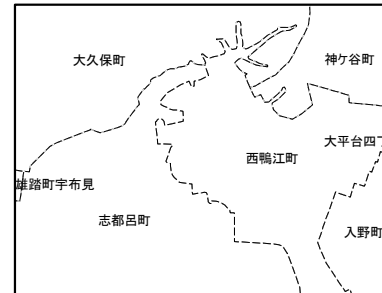 大久保町
神ケ谷町
西鴨江町
大平台四丁
雄踏町宇布見
志都呂町
入野町